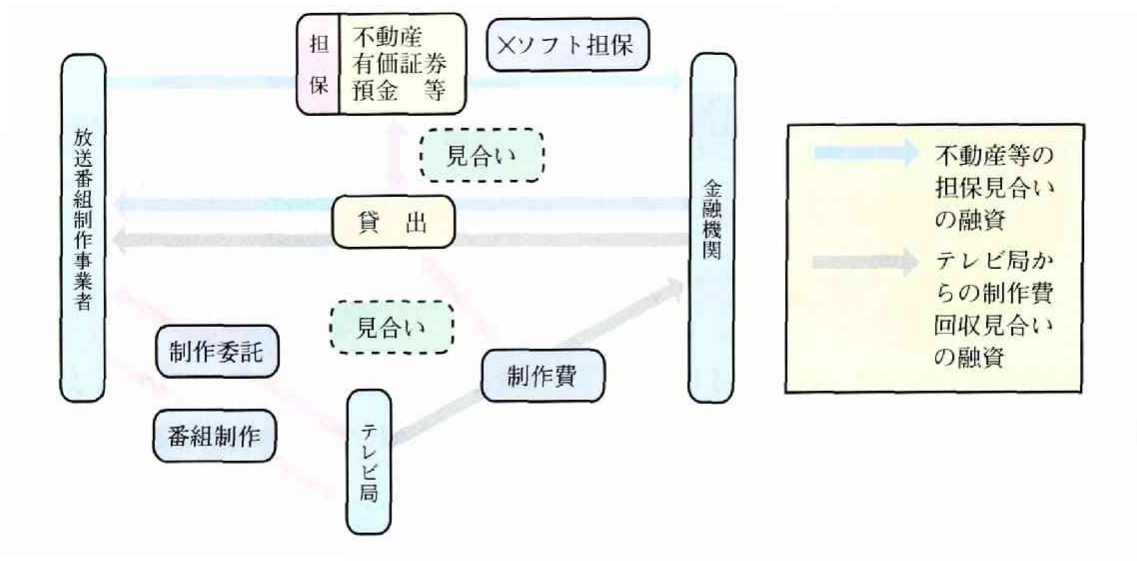 担保
不動産
有価証券
預金　等
×ソフト担保
放送番組制作事業者
見合い
金融機関
貸　出
見合い
制作委託
制作費
番組制作
テレビ局
不動産等の
担保見合い
の融資
テレビ局か
らの制作費
回収見合い
の融資